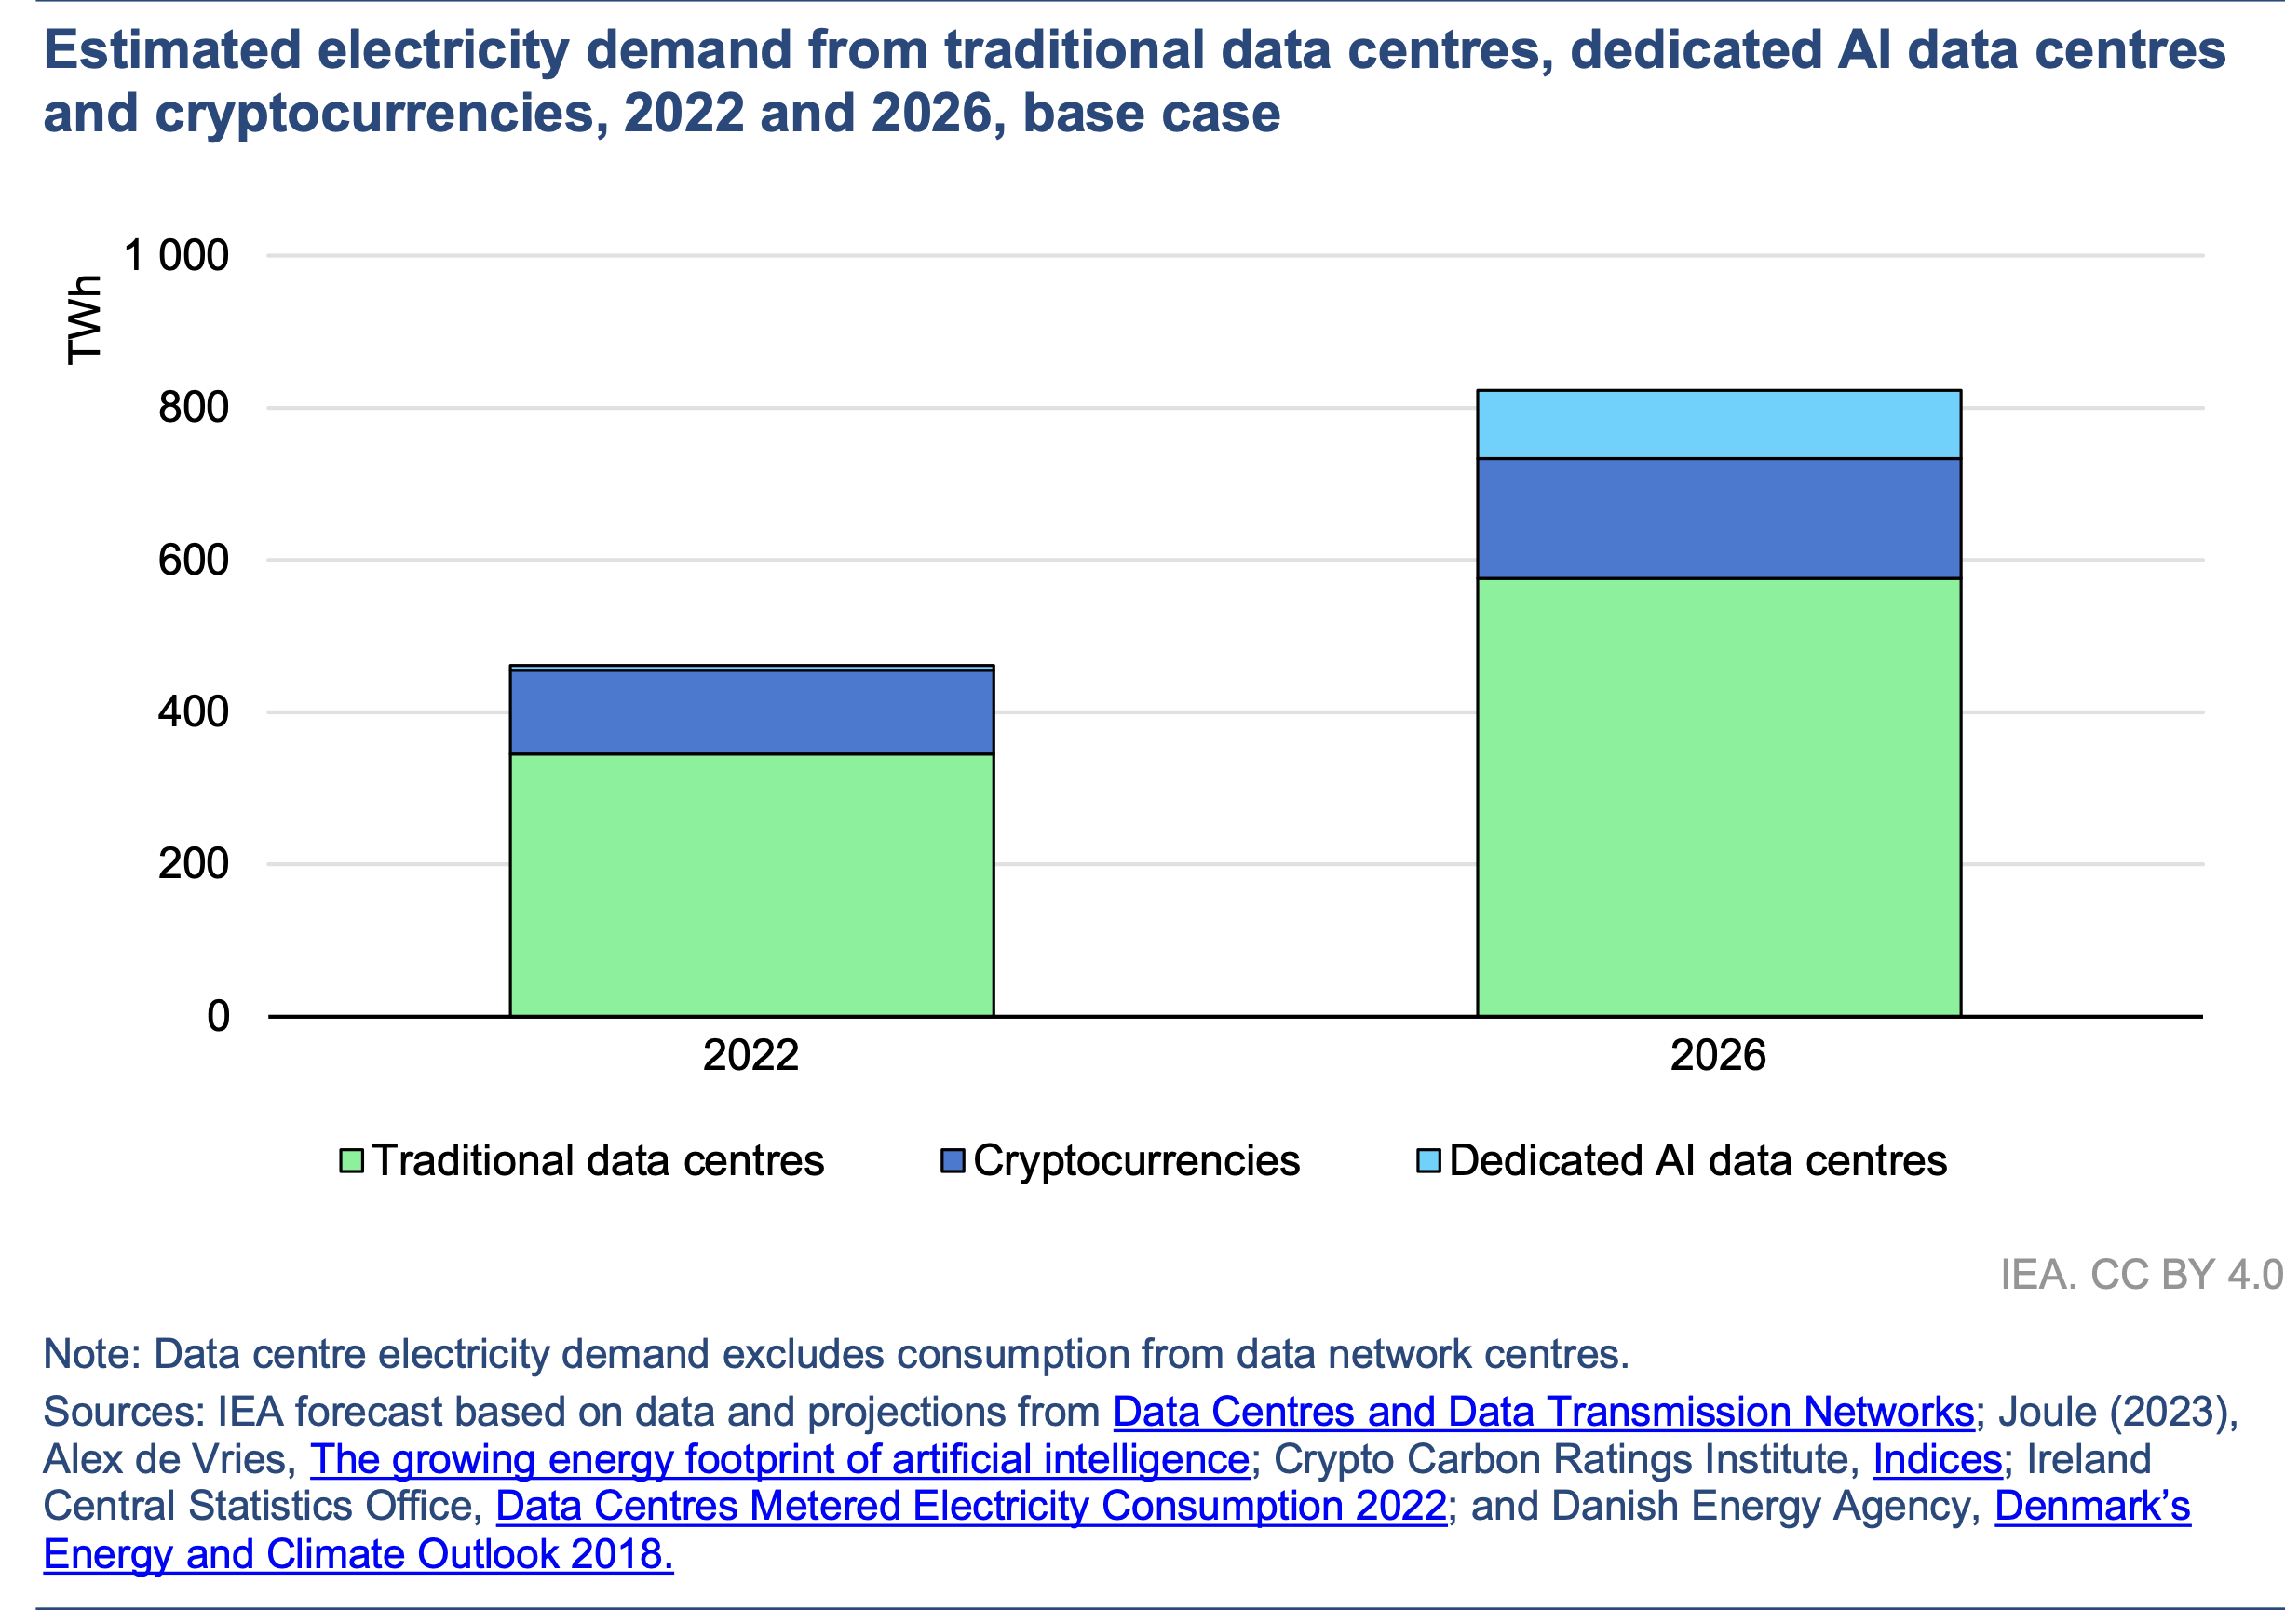 Estimated electricity demand from traditional data centres, dedicated AI data centres
and cryptocurrencies, 2022 and 2026, base case
TWh
1 000
800
600
400
200
0
2022
2026
Traditional data centres
Cryptocurrencies
Dedicated AI data centres
IEA. CC BY 4.0
Note: Data centre electricity demand excludes consumption from data network centres.
Sources: IEA forecast based on data and projections from Data Centres and Data Transmission Networks; Joule (2023),
Alex de Vries, The growing energy footprint of artificial intelligence; Crypto Carbon Ratings Institute, Indices; Ireland
Central Statistics Office, Data Centres Metered Electricity Consumption 2022; and Danish Energy Agency, Denmark’s
Energy and Climate Outlook 2018.